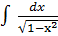 ∫ dx / √(1−x²)